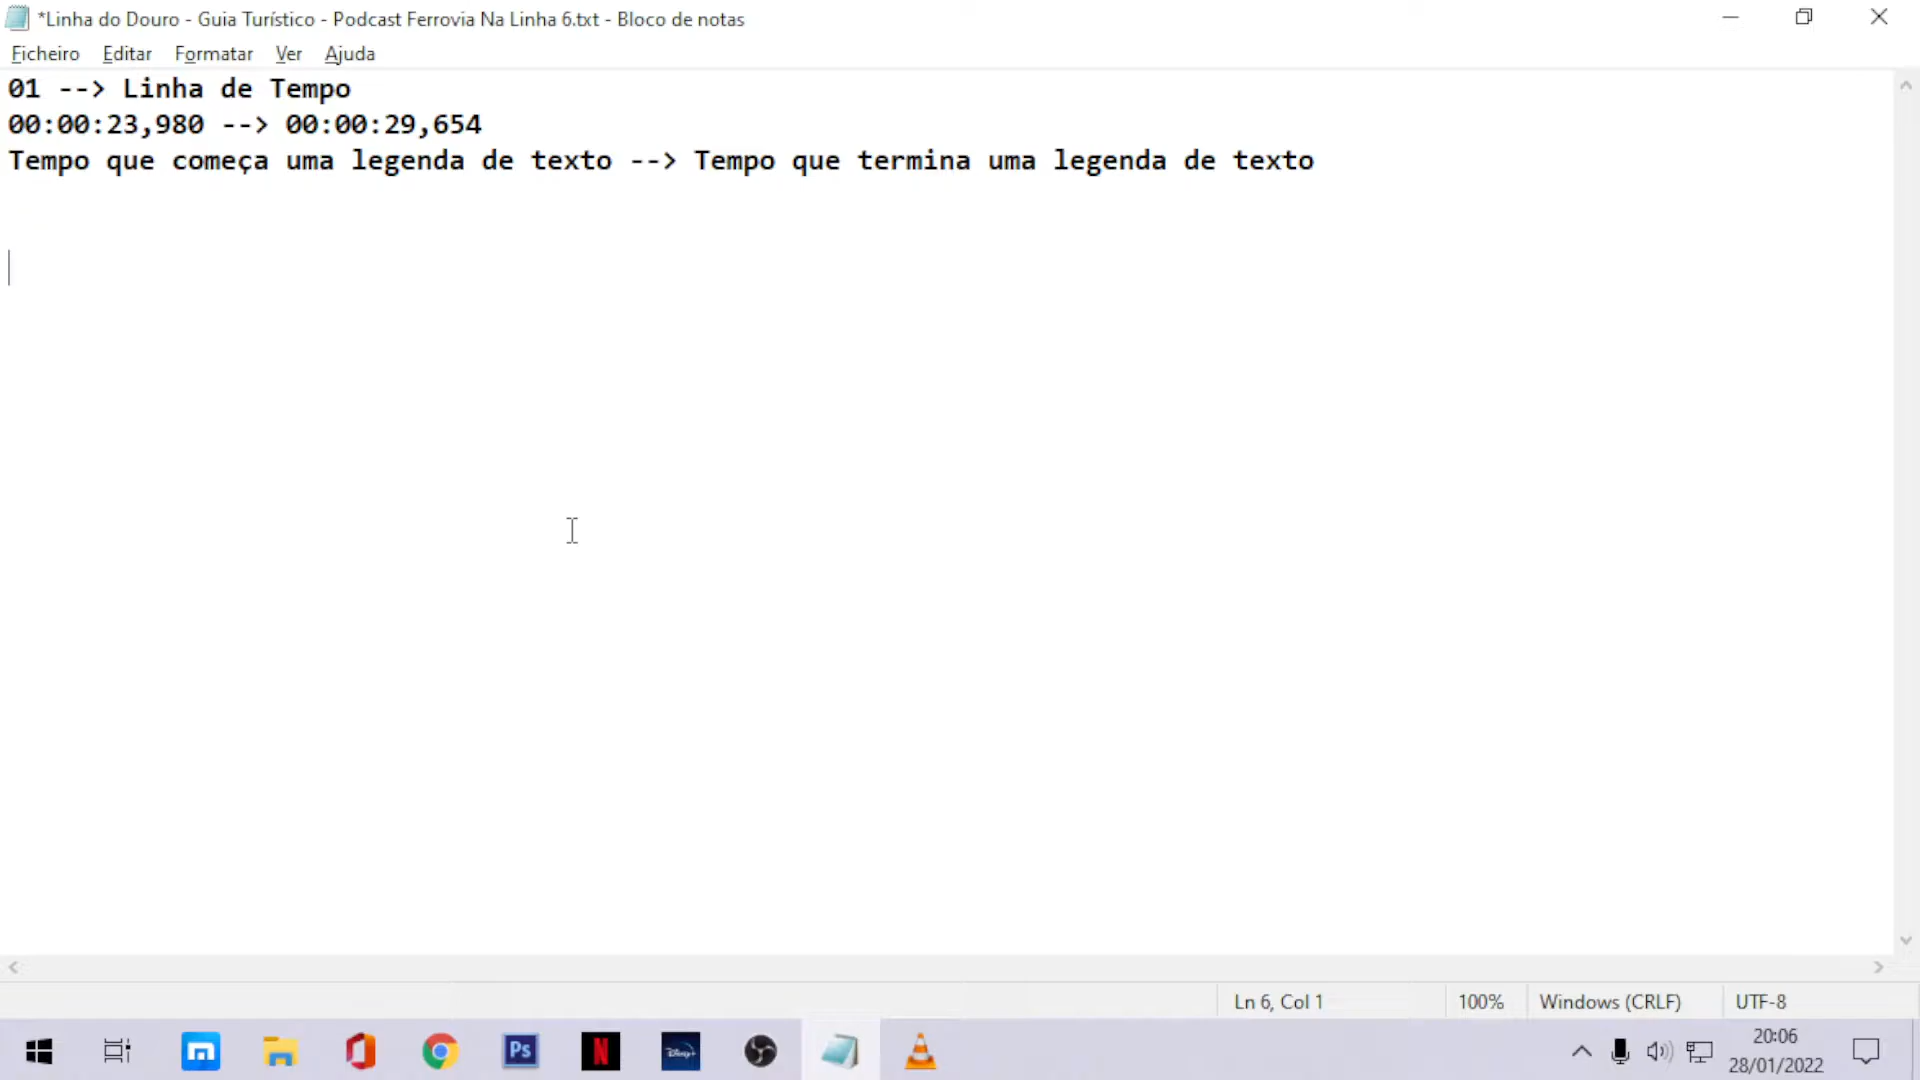 *Linha do Douro - Guia Turístico - Podcast Ferrovia Na Linha 6.txt - Bloco de notas
Ficheiro Editar Formatar Ver Ajuda
01 --> Linha de Tempo
00:00:23,980 --> 00:00:29,654
Tempo que começa uma legenda de texto --> Tempo que termina uma legenda de texto
Ln 6, Col 1 100% Windows (CRLF) UTF-8
Ps N Disney+ 20:06
28/01/2022